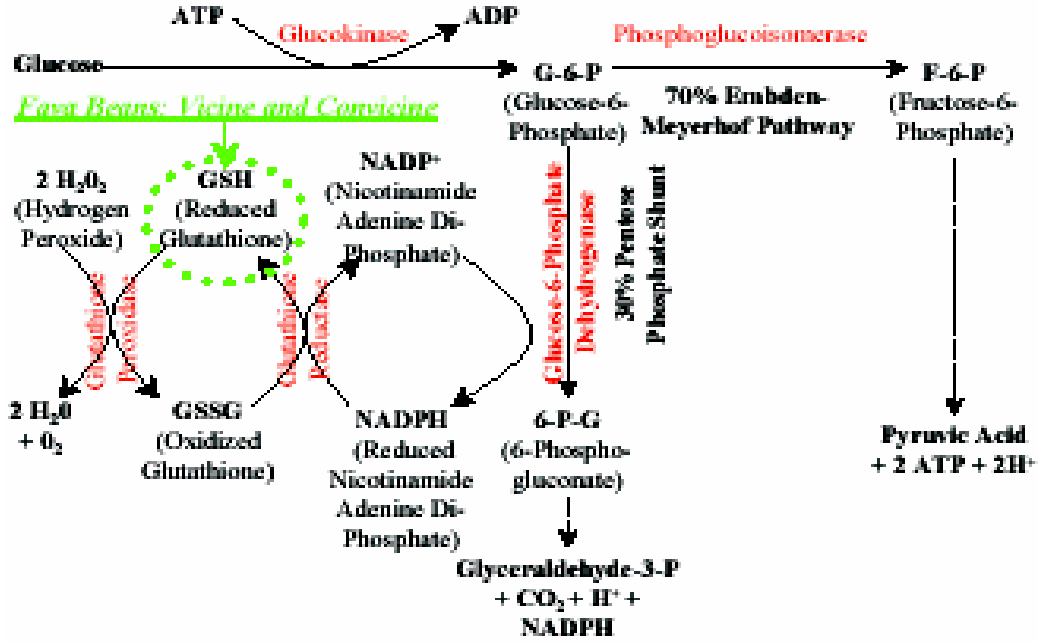 ATP
ADP
Glucokinase
Phosphoglucoisomerase
Glucose
G-6-P
(Glucose-6-
Phosphate)
F-6-P
(Fructose-6-
Phosphate)
70% Embden-
Meyerhof Pathway
Fava Beans: Vicine and Convicine
2 H₂0₂
(Hydrogen
Peroxide)
GSH
(Reduced
Glutathione)
NADP⁺
(Nicotinamide
Adenine Di-
Phosphate)
Glucose-6-Phosphate
Dehydrogenase
30% Pentose
Phosphate Shunt
Glutathione
Peroxidase
Glutathione
Reductase
2 H₂0
+ 0₂
GSSG
(Oxidized
Glutathione)
NADPH
(Reduced
Nicotinamide
Adenine Di-
Phosphate)
6-P-G
(6-Phospho-
gluconate)
Pyruvic Acid
+ 2 ATP + 2H⁺
Glyceraldehyde-3-P
+ CO₂ + H⁺ +
NADPH